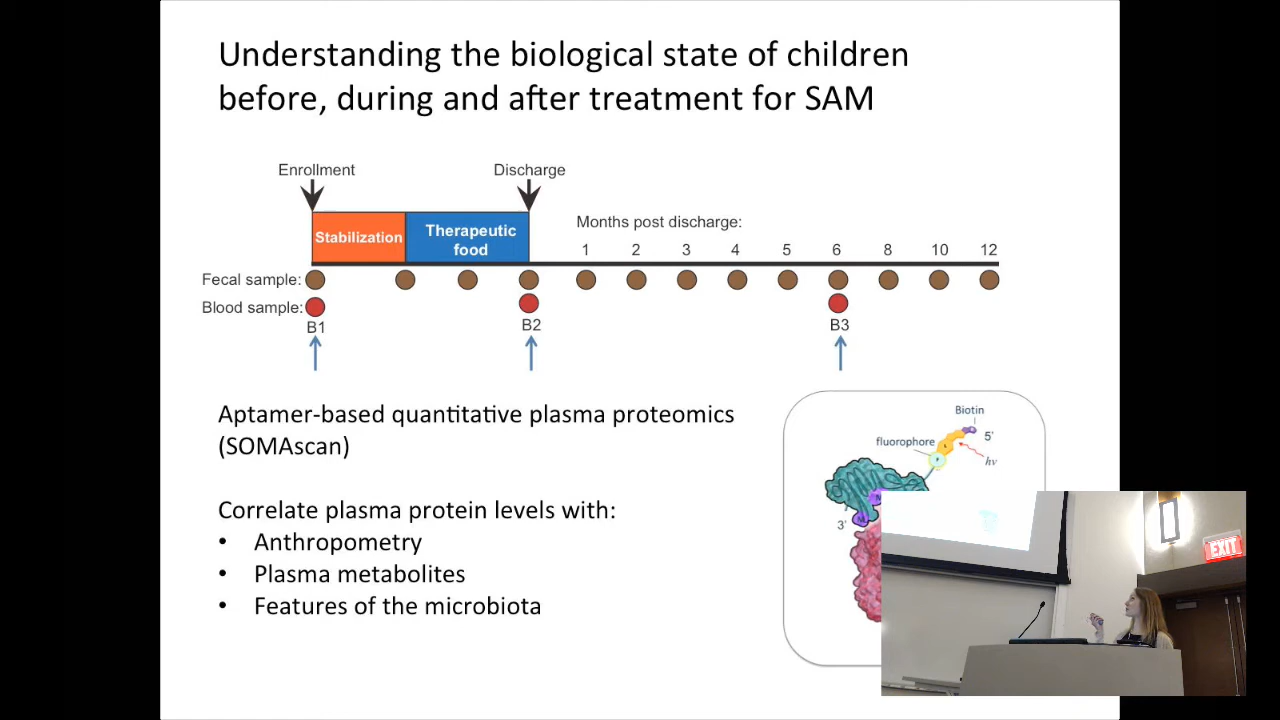 Understanding the biological state of children
before, during and after treatment for SAM
Enrollment
Discharge
Stabilization
Therapeutic
food
Months post discharge:
1 2 3 4 5 6 8 10 12
Fecal sample:
Blood sample:
B1
B2
B3
Aptamer-based quantitative plasma proteomics
(SOMAscan)
Correlate plasma protein levels with:
• Anthropometry
• Plasma metabolites
• Features of the microbiota
Biotin
5'
fluorophore
hν
3'
EXIT